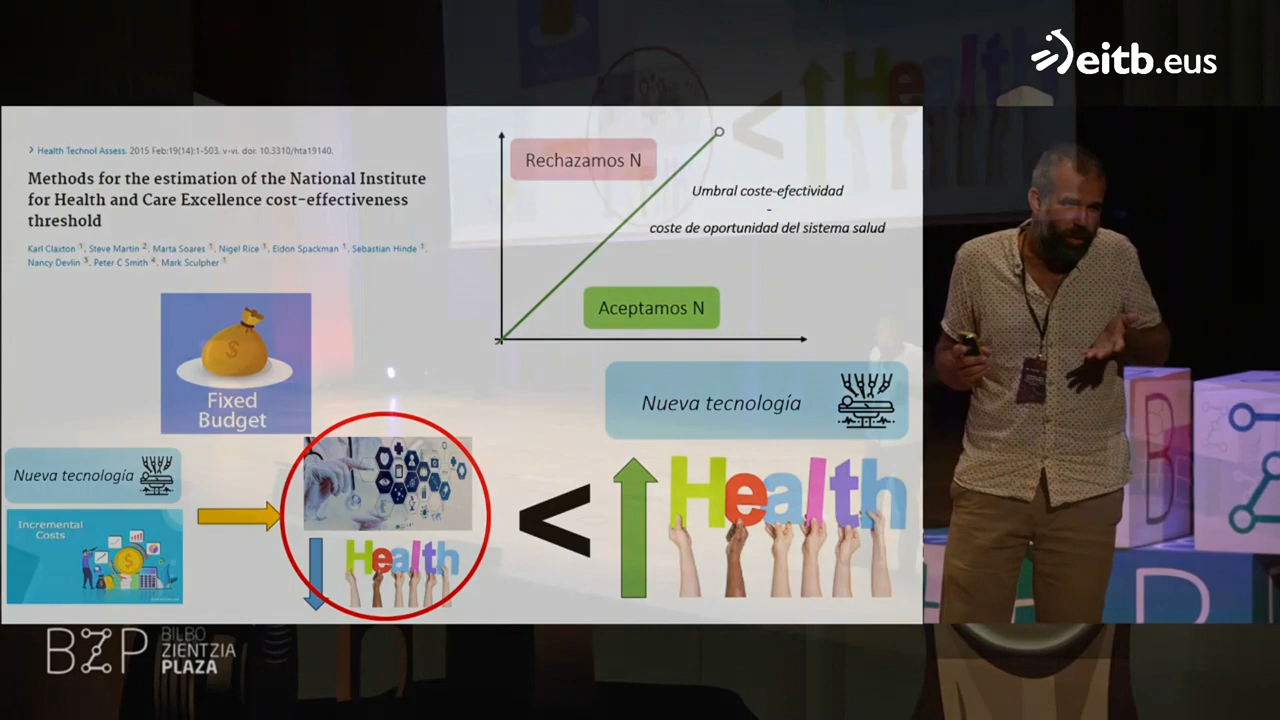 eitb.eus
> Health Technol Assess. 2015 Feb:19(14):1-503. v-vi. doi: 10.3310/hta19140.
Methods for the estimation of the National Institute
for Health and Care Excellence cost-effectiveness
threshold
Karl Claxton 1, Steve Martin 2, Marta Soares 1, Nigel Rice 1, Eldon Spackman 1, Sebastian Hinde 1,
Nancy Devlin 3, Peter C Smith 4, Mark Sculpher 1
Rechazamos N
Umbral coste-efectividad
-
coste de oportunidad del sistema salud
Aceptamos N
$
Fixed
Budget
Nueva tecnología
Nueva tecnología
Incremental
Costs
Health
<
Health
BZP
BILBO
ZIENTZIA
PLAZA